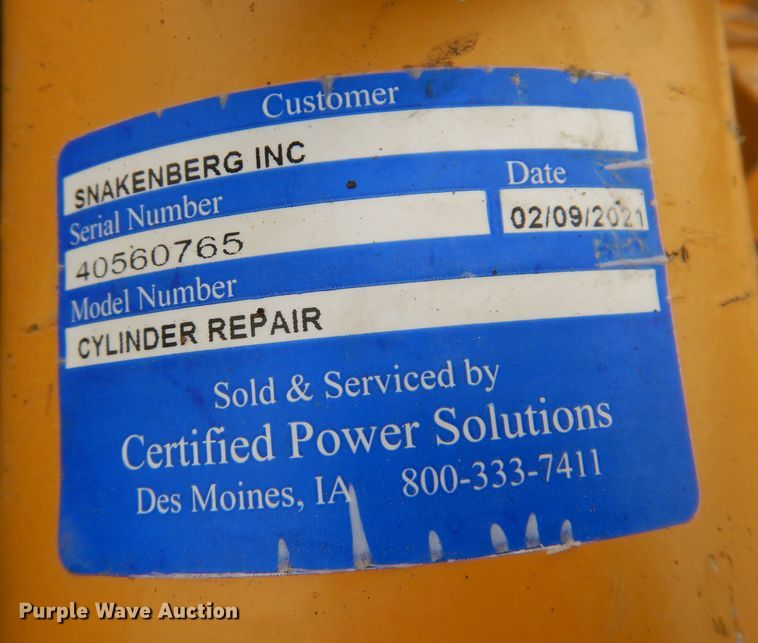 Customer
SNAKENBERG INC
Serial Number
Date
40560765
02/09/2021
Model Number
CYLINDER REPAIR
Sold & Serviced by
Certified Power Solutions
Des Moines, IA 800-333-7411
Purple Wave Auction